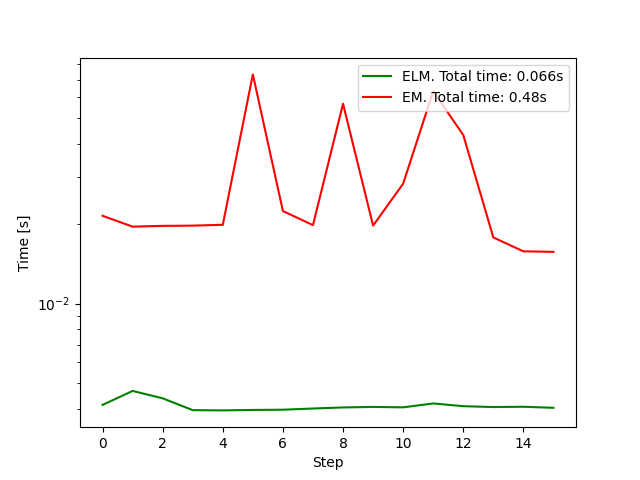 ELM. Total time: 0.066s
EM. Total time: 0.48s
Time [s]
10⁻²
0 2 4 6 8 10 12 14
Step